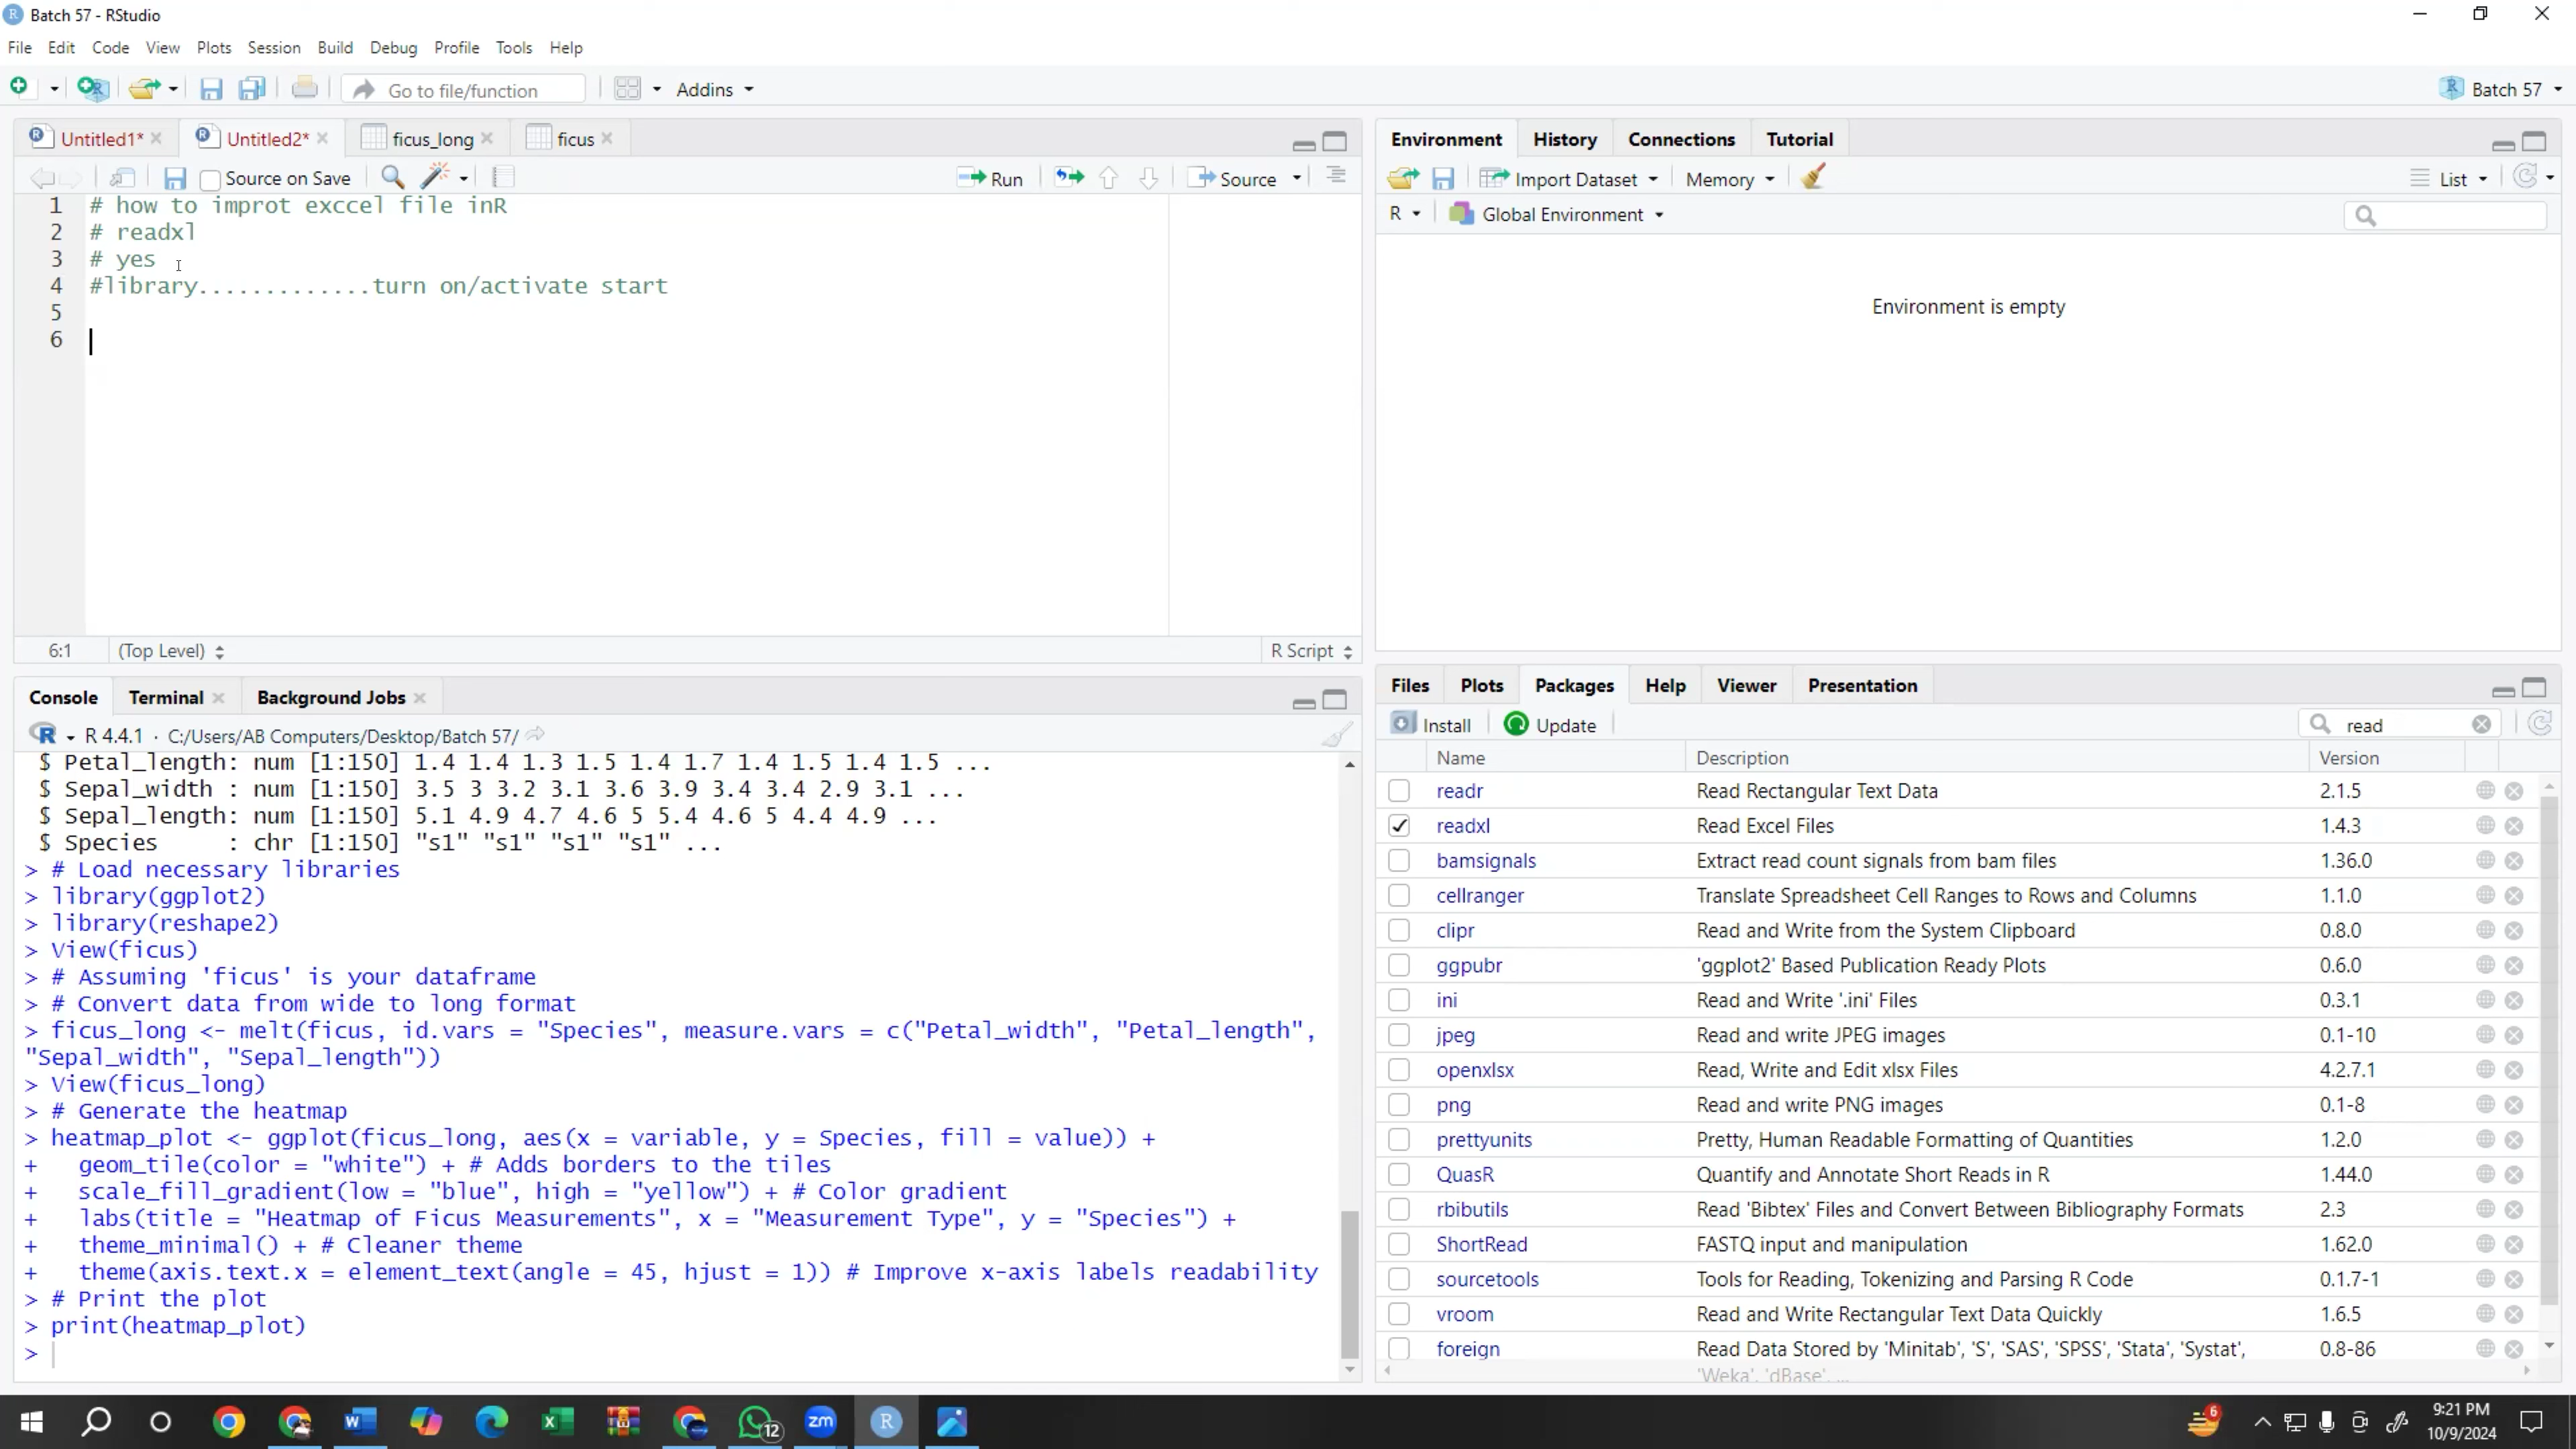 Batch 57 - RStudio
File Edit Code View Plots Session Build Debug Profile Tools Help
Go to file/function
Addins
Batch 57
Untitled1*
Untitled2*
ficus_long
ficus
Source on Save
Run
Source
1 # how to improt exccel file inR
2 # readxl
3 # yes
4 #library.............turn on/activate start
5
6
6:1 (Top Level)
R Script
Environment History Connections Tutorial
Import Dataset
Memory
List
R
Global Environment
Environment is empty
Console Terminal Background Jobs
R 4.4.1 · C:/Users/AB Computers/Desktop/Batch 57/
$ Petal_length: num [1:150] 1.4 1.4 1.3 1.5 1.4 1.7 1.4 1.5 1.4 1.5 ...
$ Sepal_width : num [1:150] 3.5 3 3.2 3.1 3.6 3.9 3.4 3.4 2.9 3.1 ...
$ Sepal_length: num [1:150] 5.1 4.9 4.7 4.6 5 5.4 4.6 5 4.4 4.9 ...
$ Species : chr [1:150] "s1" "s1" "s1" "s1" ...
> # Load necessary libraries
> library(ggplot2)
> library(reshape2)
> View(ficus)
> # Assuming 'ficus' is your dataframe
> # Convert data from wide to long format
> ficus_long <- melt(ficus, id.vars = "Species", measure.vars = c("Petal_width", "Petal_length",
"Sepal_width", "Sepal_length"))
> View(ficus_long)
> # Generate the heatmap
> heatmap_plot <- ggplot(ficus_long, aes(x = variable, y = Species, fill = value)) +
+ geom_tile(color = "white") + # Adds borders to the tiles
+ scale_fill_gradient(low = "blue", high = "yellow") + # Color gradient
+ labs(title = "Heatmap of Ficus Measurements", x = "Measurement Type", y = "Species") +
+ theme_minimal() + # Cleaner theme
+ theme(axis.text.x = element_text(angle = 45, hjust = 1)) # Improve x-axis labels readability
> # Print the plot
> print(heatmap_plot)
>
Files Plots Packages Help Viewer Presentation
Install
Update
read
Name Description Version
readr Read Rectangular Text Data 2.1.5
readxl Read Excel Files 1.4.3
bamsignals Extract read count signals from bam files 1.36.0
cellranger Translate Spreadsheet Cell Ranges to Rows and Columns 1.1.0
clipr Read and Write from the System Clipboard 0.8.0
ggpubr 'ggplot2' Based Publication Ready Plots 0.6.0
ini Read and Write '.ini' Files 0.3.1
jpeg Read and write JPEG images 0.1-10
openxlsx Read, Write and Edit xlsx Files 4.2.7.1
png Read and write PNG images 0.1-8
prettyunits Pretty, Human Readable Formatting of Quantities 1.2.0
QuasR Quantify and Annotate Short Reads in R 1.44.0
rbibutils Read 'Bibtex' Files and Convert Between Bibliography Formats 2.3
ShortRead FASTQ input and manipulation 1.62.0
sourcetools Tools for Reading, Tokenizing and Parsing R Code 0.1.7-1
vroom Read and Write Rectangular Text Data Quickly 1.6.5
foreign Read Data Stored by 'Minitab', 'S', 'SAS', 'SPSS', 'Stata', 'Systat', 0.8-86
'Weka', 'dBase', ...
12
zm
6
9:21 PM
10/9/2024